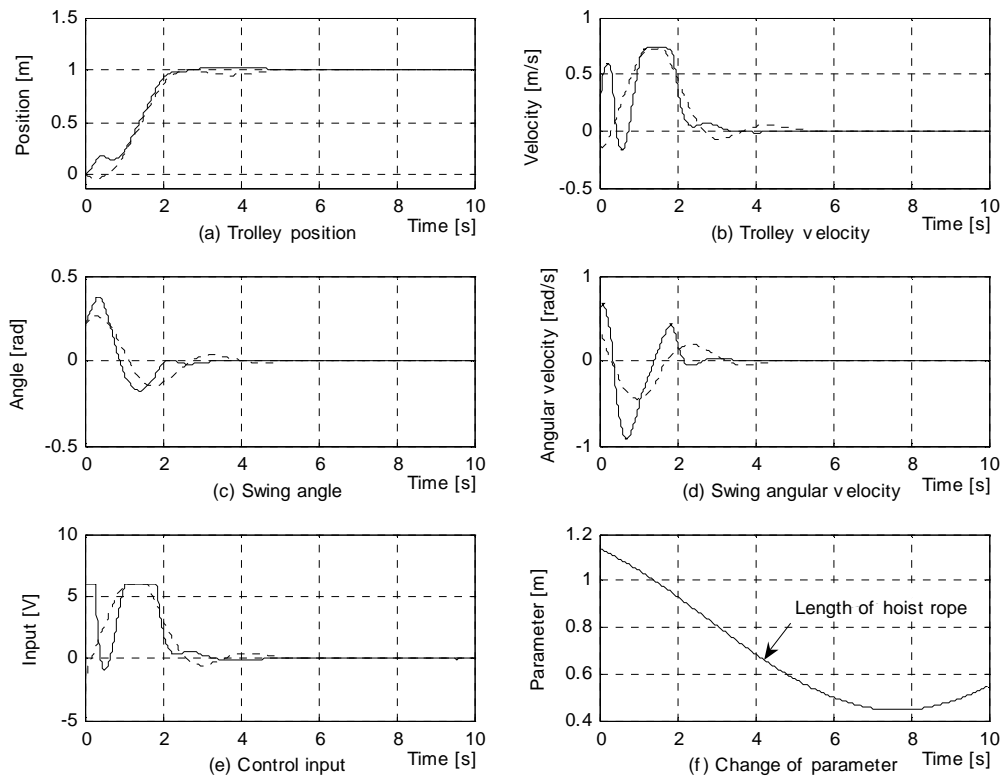 1.5
1
0.5
0
Position [m]
0 2 4 6 8 10
Time [s]
(a) Trolley position
1
0.5
0
-0.5
Velocity [m/s]
0 2 4 6 8 10
Time [s]
(b) Trolley velocity
0.5
0
-0.5
Angle [rad]
0 2 4 6 8 10
Time [s]
(c) Swing angle
1
0
-1
Angular velocity [rad/s]
0 2 4 6 8 10
Time [s]
(d) Swing angular velocity
10
5
0
-5
Input [V]
0 2 4 6 8 10
Time [s]
(e) Control input
1.2
1
0.8
0.6
0.4
Parameter [m]
Length of hoist rope
0 2 4 6 8 10
Time [s]
(f) Change of parameter